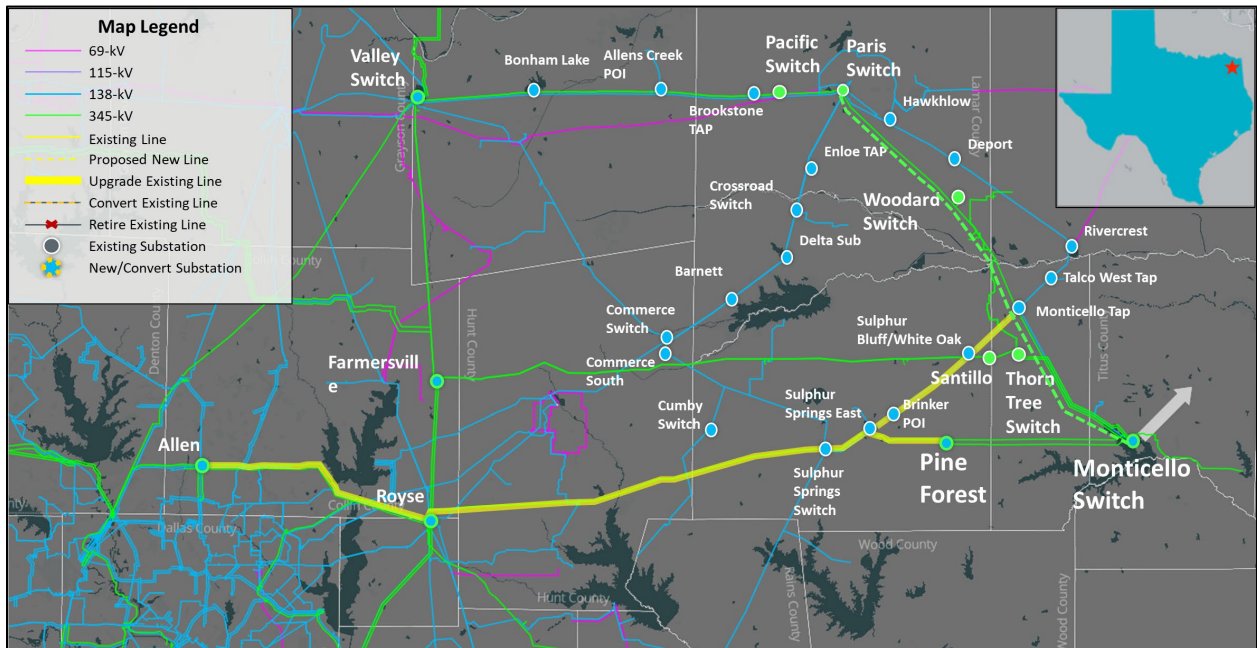 Map Legend
69-kV
115-kV
138-kV
345-kV
Existing Line
Proposed New Line
Upgrade Existing Line
Convert Existing Line
Retire Existing Line
Existing Substation
New/Convert Substation
Valley
Switch
Bonham Lake
Allens Creek
POI
Pacific
Switch
Paris
Switch
Brookstone
TAP
Hawkhlow
Lamar County
Grayson County
Deport
Enloe TAP
Crossroad
Switch
Woodard
Switch
Delta Sub
Rivercrest
Collin County
Barnett
Talco West Tap
Commerce
Switch
Monticello Tap
Denton County
Hunt County
Sulphur
Bluff/White Oak
Titus County
Commerce
South
Farmersvill
e
Santillo
Thorn
Tree
Switch
Sulphur
Springs East
Brinker
POI
Cumby
Switch
Allen
Pine
Forest
Monticello
Switch
Sulphur
Springs
Switch
Royse
County
Collin County
Dallas County
Wood County
Rains County
Hunt County
Wood County